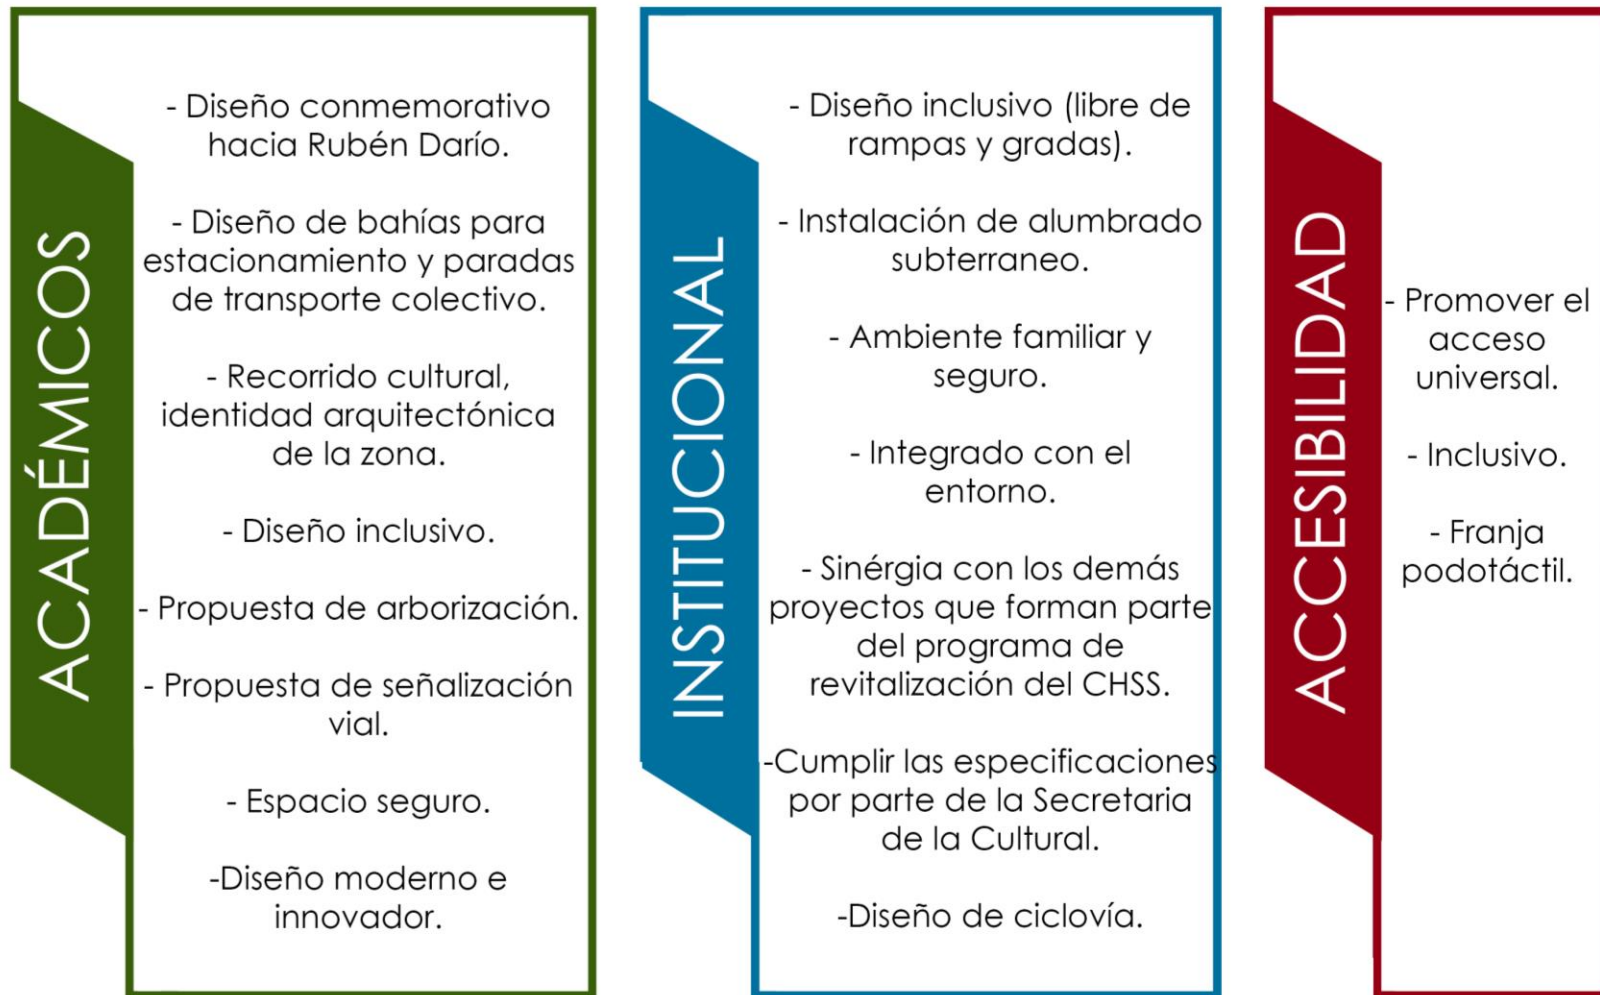 ACADÉMICOS
- Diseño conmemorativo
hacia Rubén Darío.
- Diseño de bahías para
estacionamiento y paradas
de transporte colectivo.
- Recorrido cultural,
identidad arquitectónica
de la zona.
- Diseño inclusivo.
- Propuesta de arborización.
- Propuesta de señalización
vial.
- Espacio seguro.
-Diseño moderno e
innovador.
INSTITUCIONAL
- Diseño inclusivo (libre de
rampas y gradas).
- Instalación de alumbrado
subterraneo.
- Ambiente familiar y
seguro.
- Integrado con el
entorno.
- Sinérgia con los demás
proyectos que forman parte
del programa de
revitalización del CHSS.
-Cumplir las especificaciones
por parte de la Secretaria
de la Cultural.
-Diseño de ciclovía.
ACCESIBILIDAD
- Promover el
acceso
universal.
- Inclusivo.
- Franja
podotáctil.